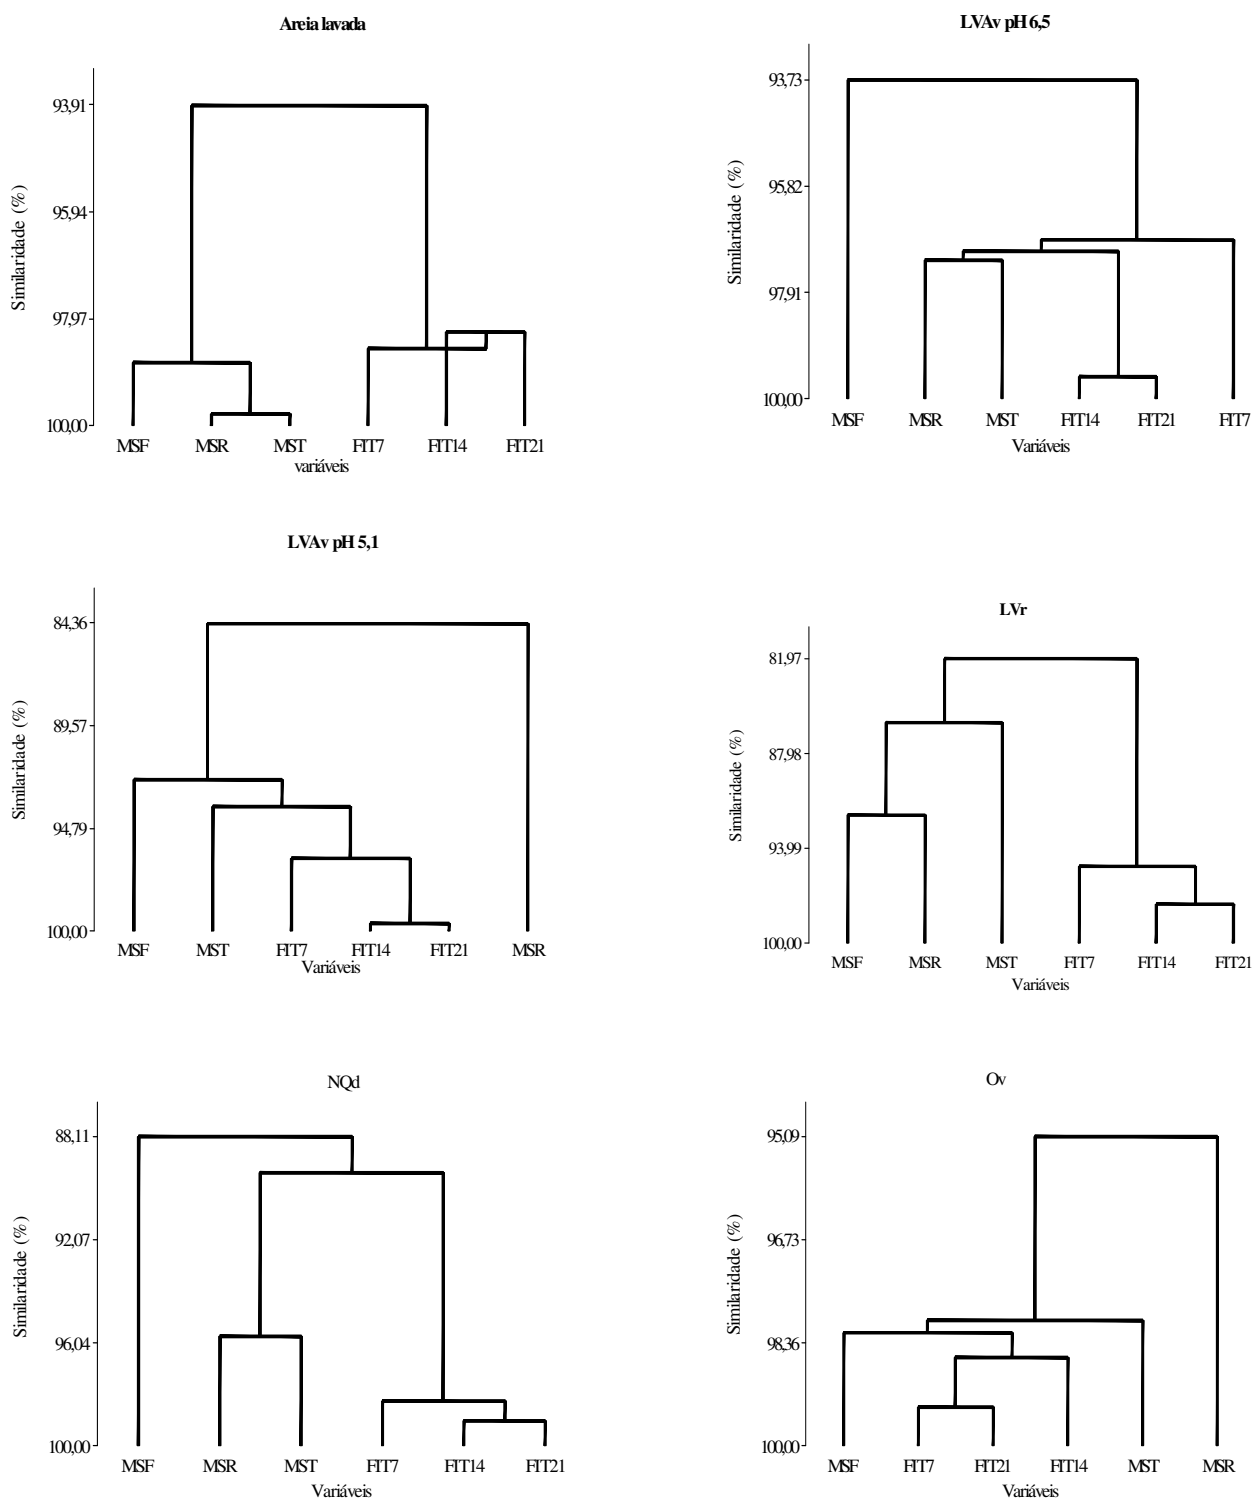 Areia lavada
Similaridade (%)
93,91
95,94
97,97
100,00
MSF MSR MST FIT7 FIT14 FIT21
variáveis
LVAv pH 6,5
Similaridade (%)
93,73
95,82
97,91
100,00
MSF MSR MST FIT14 FIT21 FIT7
Variáveis
LVAv pH 5,1
Similaridade (%)
84,36
89,57
94,79
100,00
MSF MST FIT7 FIT14 FIT21 MSR
Variáveis
LVr
Similaridade (%)
81,97
87,98
93,99
100,00
MSF MSR MST FIT7 FIT14 FIT21
Variáveis
NQd
Similaridade (%)
88,11
92,07
96,04
100,00
MSF MSR MST FIT7 FIT14 FIT21
Variáveis
Ov
Similaridade (%)
95,09
96,73
98,36
100,00
MSF FIT7 FIT21 FIT14 MST MSR
Variáveis